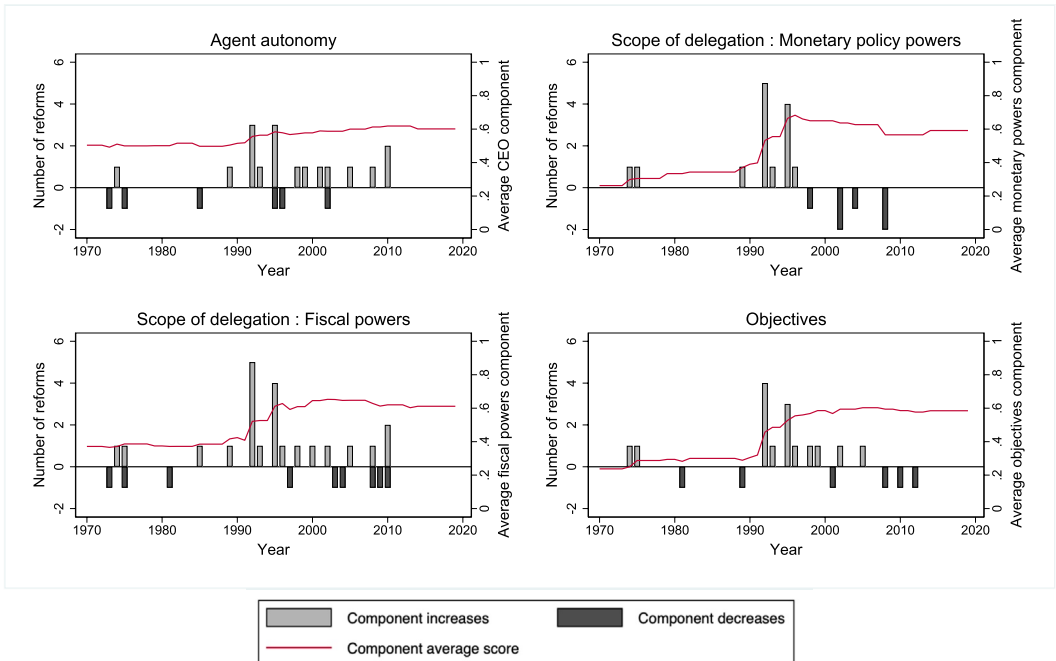 Agent autonomy
Number of reforms
6
4
2
0
-2
1
.8
.6
.4
.2
0
Average CEO component
1970 1980 1990 2000 2010 2020
Year
Scope of delegation : Monetary policy powers
Number of reforms
6
4
2
0
-2
1
.8
.6
.4
.2
0
Average monetary powers component
1970 1980 1990 2000 2010 2020
Year
Scope of delegation : Fiscal powers
Number of reforms
6
4
2
0
-2
1
.8
.6
.4
.2
0
Average fiscal powers component
1970 1980 1990 2000 2010 2020
Year
Objectives
Number of reforms
6
4
2
0
-2
1
.8
.6
.4
.2
0
Average objectives component
1970 1980 1990 2000 2010 2020
Year
Component increases Component decreases
Component average score